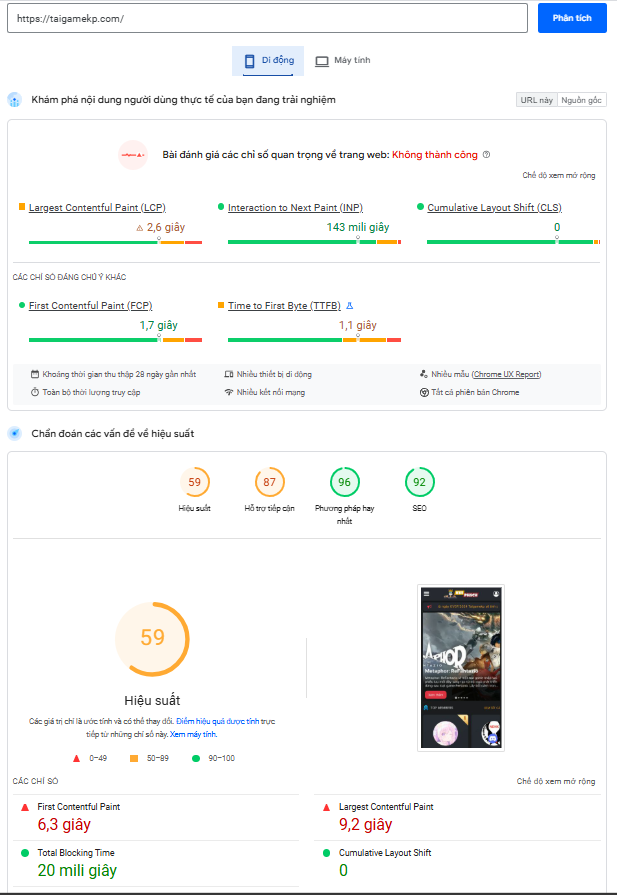 https://taigamekp.com/
Phân tích
Di động
Máy tính
Khám phá nội dung người dùng thực tế của bạn đang trải nghiệm
URL này
Nguồn gốc
Bài đánh giá các chỉ số quan trọng về trang web: Không thành công
Chế độ xem mở rộng
Largest Contentful Paint (LCP)
2,6 giây
Interaction to Next Paint (INP)
143 mili giây
Cumulative Layout Shift (CLS)
0
CÁC CHỈ SỐ ĐÁNG CHÚ Ý KHÁC
First Contentful Paint (FCP)
1,7 giây
Time to First Byte (TTFB)
1,1 giây
Khoảng thời gian thu thập 28 ngày gần nhất
Nhiều thiết bị di động
Nhiều mẫu (Chrome UX Report)
Toàn bộ thời lượng truy cập
Nhiều kết nối mạng
Tất cả phiên bản Chrome
Chẩn đoán các vấn đề về hiệu suất
59
Hiệu suất
87
Hỗ trợ tiếp cận
96
Phương pháp hay
nhất
92
SEO
59
Hiệu suất
Các giá trị chỉ là ước tính và có thể thay đổi. Điểm hiệu quả được tính trực
tiếp từ những chỉ số này. Xem máy tính.
0–49
50–89
90–100
Metaphor: ReFantazio
CÁC CHỈ SỐ
Chế độ xem mở rộng
First Contentful Paint
6,3 giây
Largest Contentful Paint
9,2 giây
Total Blocking Time
20 mili giây
Cumulative Layout Shift
0